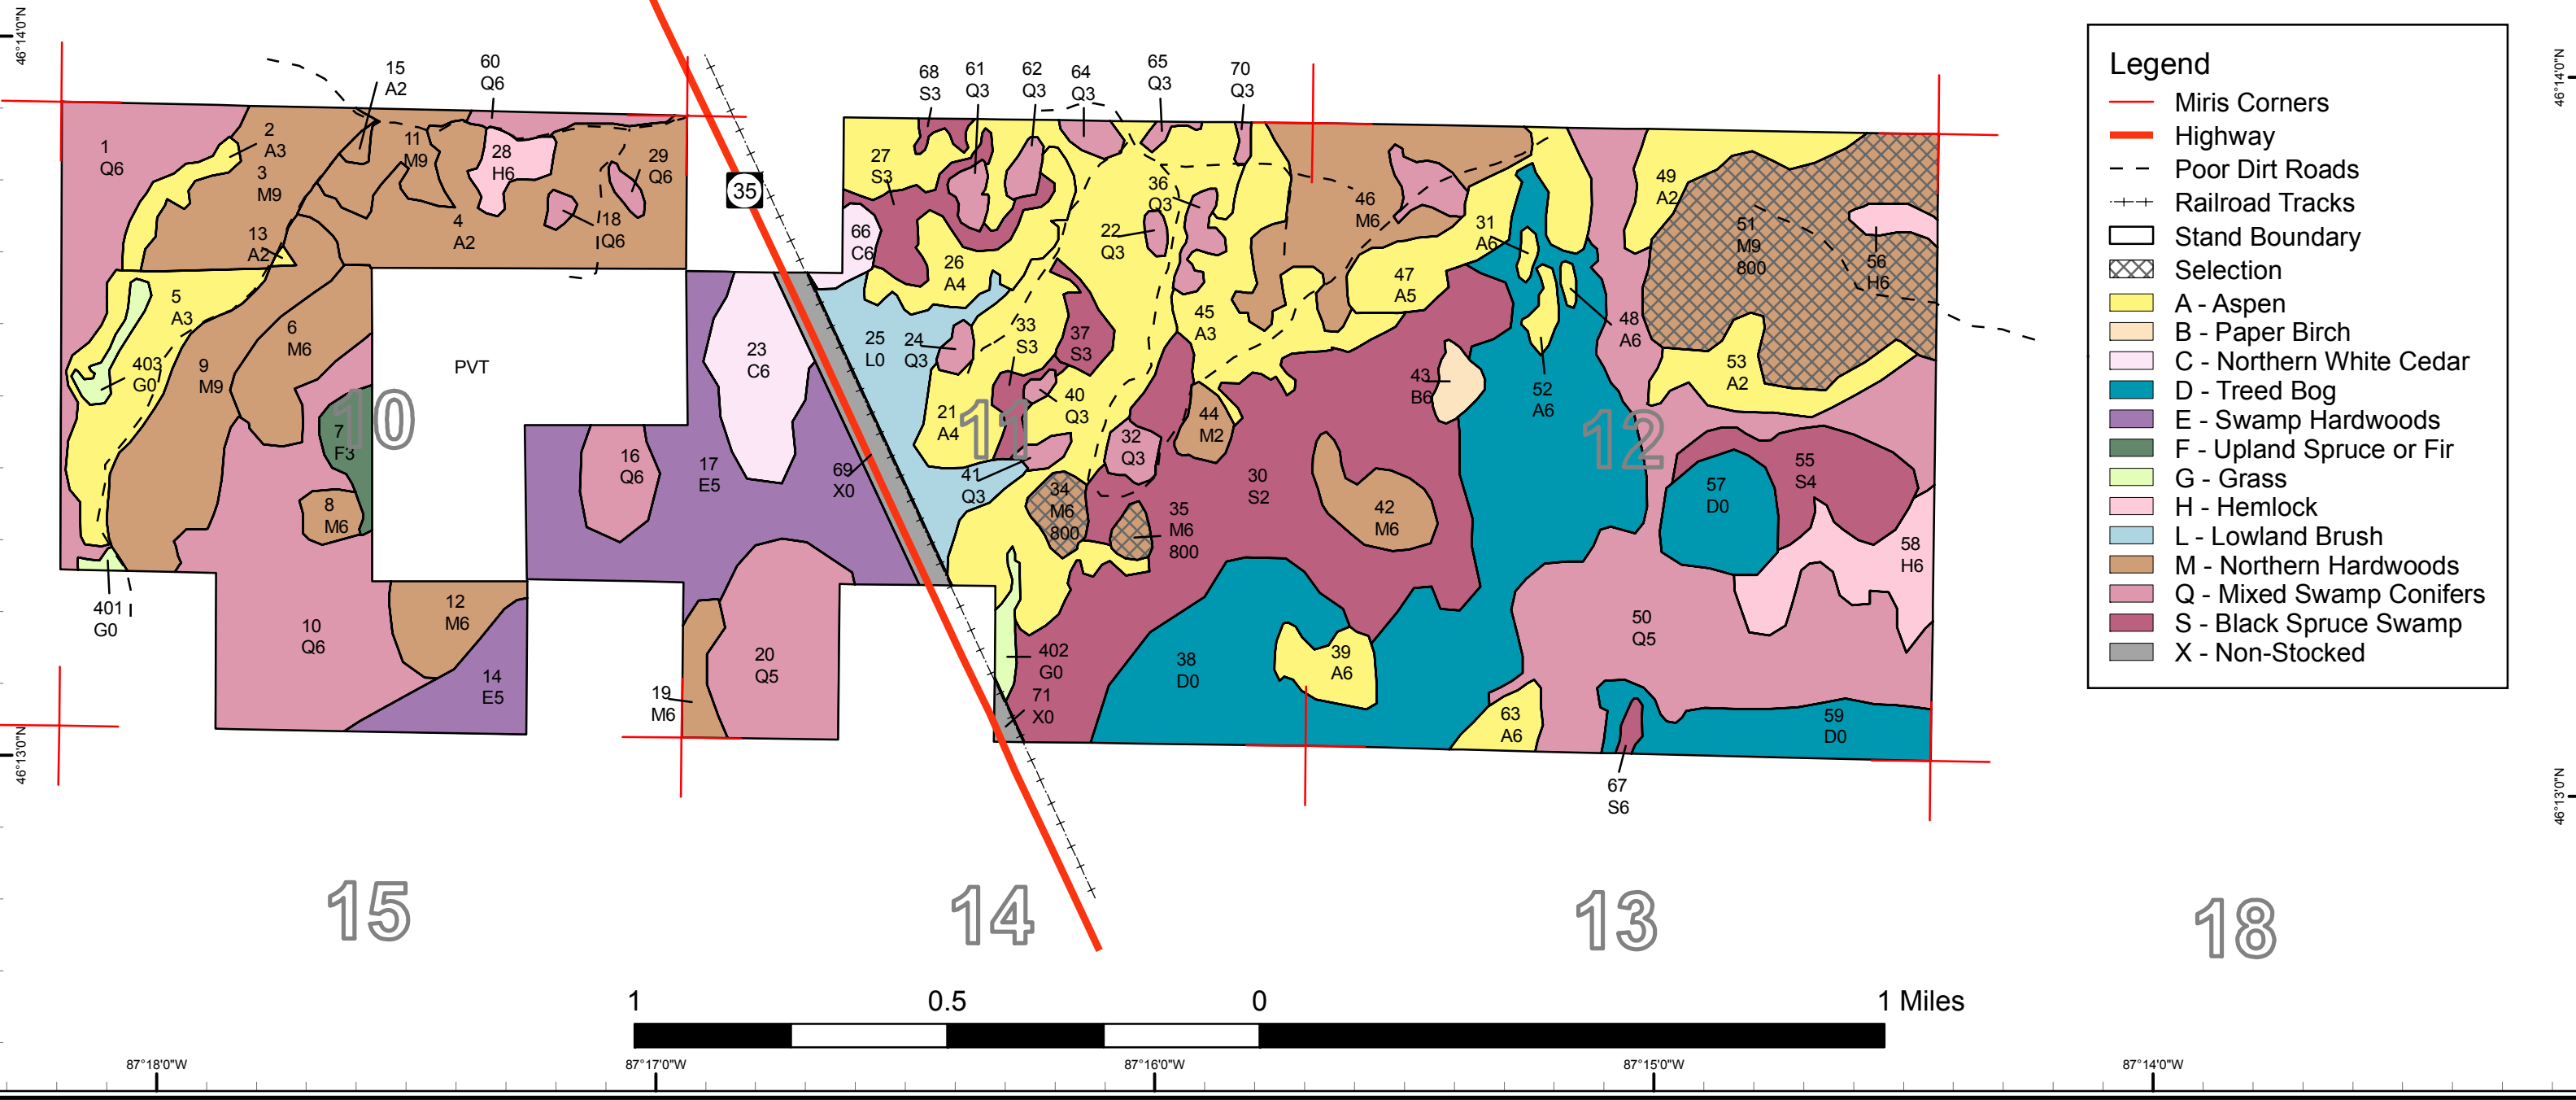 46°14'0"N
46°14'0"N
46°13'0"N
46°13'0"N
15
A2
60
Q6
1
Q6
2
A3
3
M9
11
M9
28
H6
29
Q6
18
Q6
4
A2
13
A2
5
A3
403
G0
9
M9
6
M6
7
F3
8
M6
10
PVT
401
G0
10
Q6
12
M6
14
E5
16
Q6
17
E5
23
C6
69
X0
19
M6
20
Q5
35
68
S3
61
Q3
62
Q3
64
Q3
65
Q3
70
Q3
27
S3
66
C6
26
A4
25
L0
24
Q3
33
S3
37
S3
21
A4
11
40
Q3
41
Q3
22
Q3
36
Q3
45
A3
46
M6
47
A5
31
A6
32
Q3
44
M2
34
M6
800
35
M6
800
30
S2
42
M6
43
B6
52
A6
48
A6
49
A2
51
M9
800
56
H6
53
A2
12
57
D0
55
S4
58
H6
50
Q5
402
G0
71
X0
38
D0
39
A6
63
A6
67
S6
59
D0
15
14
13
18
Legend
Miris Corners
Highway
Poor Dirt Roads
Railroad Tracks
Stand Boundary
Selection
A - Aspen
B - Paper Birch
C - Northern White Cedar
D - Treed Bog
E - Swamp Hardwoods
F - Upland Spruce or Fir
G - Grass
H - Hemlock
L - Lowland Brush
M - Northern Hardwoods
Q - Mixed Swamp Conifers
S - Black Spruce Swamp
X - Non-Stocked
1 0.5 0 1 Miles
87°18'0"W 87°17'0"W 87°16'0"W 87°15'0"W 87°14'0"W